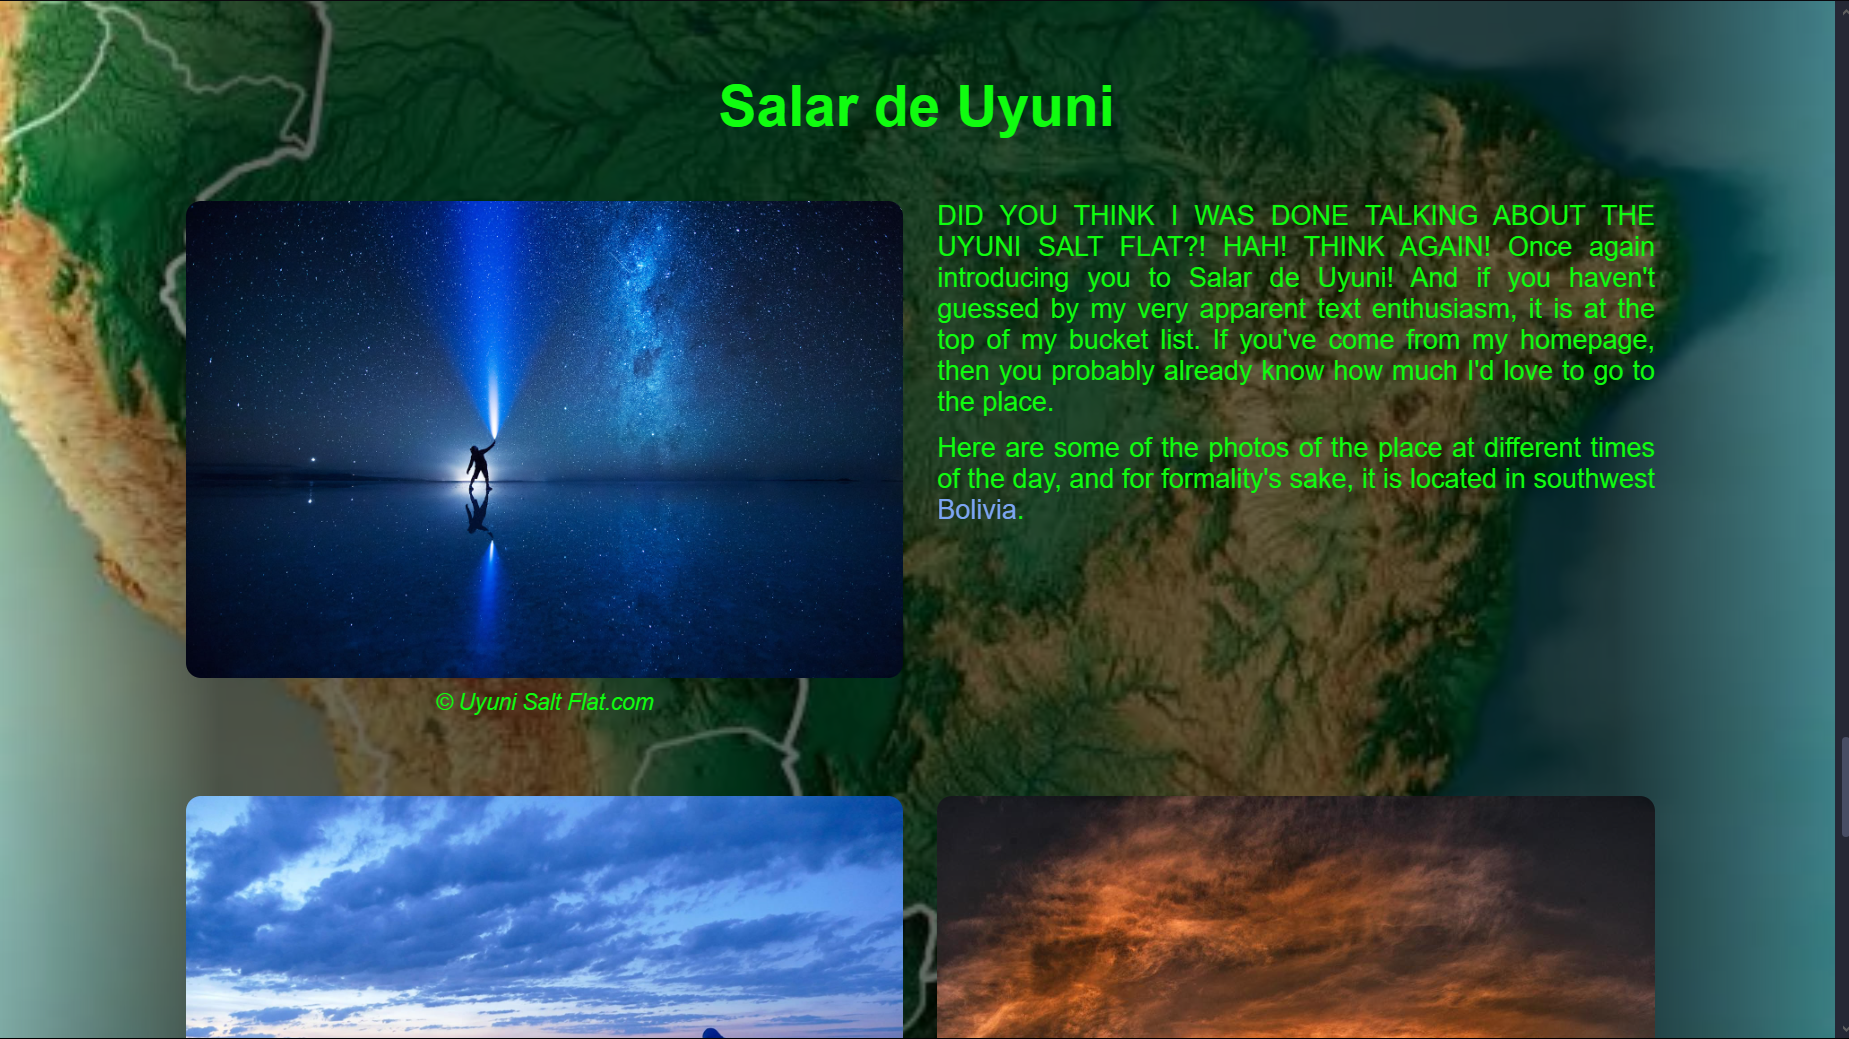 Salar de Uyuni
DID YOU THINK I WAS DONE TALKING ABOUT THE
UYUNI SALT FLAT?! HAH! THINK AGAIN! Once again
introducing you to Salar de Uyuni! And if you haven't
guessed by my very apparent text enthusiasm, it is at the
top of my bucket list. If you've come from my homepage,
then you probably already know how much I'd love to go to
the place.
Here are some of the photos of the place at different times
of the day, and for formality's sake, it is located in southwest
Bolivia.
© Uyuni Salt Flat.com